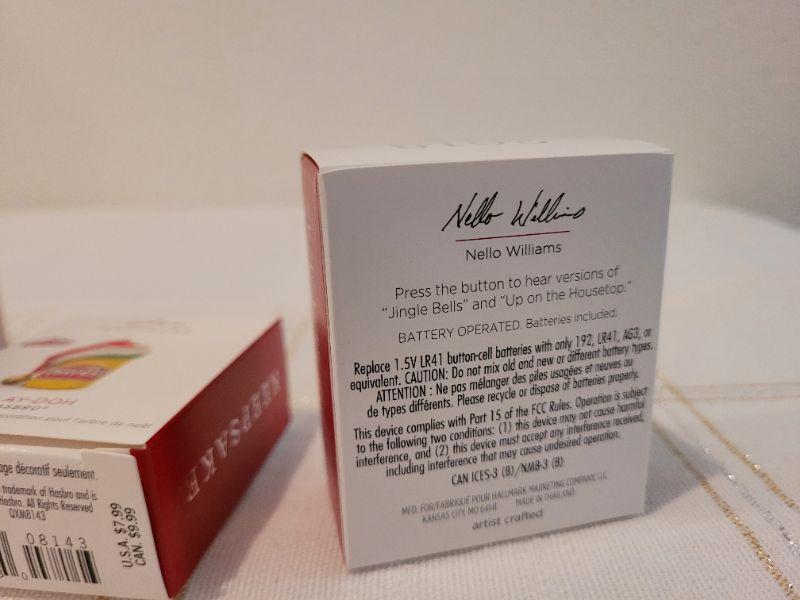 Nello Williams
Nello Williams
Press the button to hear versions of
"Jingle Bells" and "Up on the Housetop."
BATTERY OPERATED. Batteries included.
Replace 1.5V LR41 button-cell batteries with only 192, LR41, AG3, or
equivalent. CAUTION: Do not mix old and new or different battery types.
ATTENTION : Ne pas mélanger des piles usagées et neuves ou
de types différents. Please recycle or dispose of batteries properly.
This device complies with Part 15 of the FCC Rules. Operation is subject
to the following two conditions: (1) this device may not cause harmful
interference, and (2) this device must accept any interference received,
including interference that may cause undesired operation.
CAN ICES-3 (B)/NMB-3 (B)
MFD. FOR/FABRIQUÉ POUR HALLMARK MARKETING COMPANY, LLC
KANSAS CITY, MO 64141 MADE IN THAILAND
artist crafted
AY-DOH
décoration pour l'arbre de noël
KEEPSAKE
age décoratif seulement.
trademark of Hasbro and is
Hasbro. All Rights Reserved
QXM8143
08143
U.S.A. $7.99
CAN. $9.99